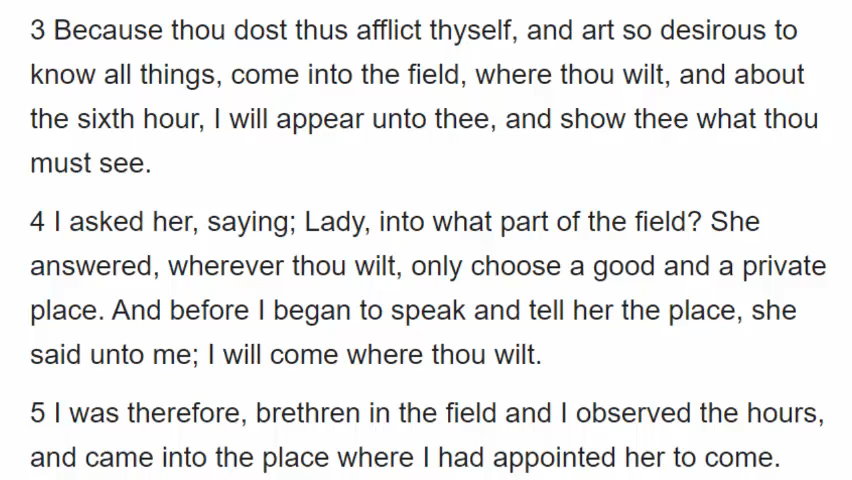 3 Because thou dost thus afflict thyself, and art so desirous to
know all things, come into the field, where thou wilt, and about
the sixth hour, I will appear unto thee, and show thee what thou
must see.
4 I asked her, saying; Lady, into what part of the field? She
answered, wherever thou wilt, only choose a good and a private
place. And before I began to speak and tell her the place, she
said unto me; I will come where thou wilt.
5 I was therefore, brethren in the field and I observed the hours,
and came into the place where I had appointed her to come.